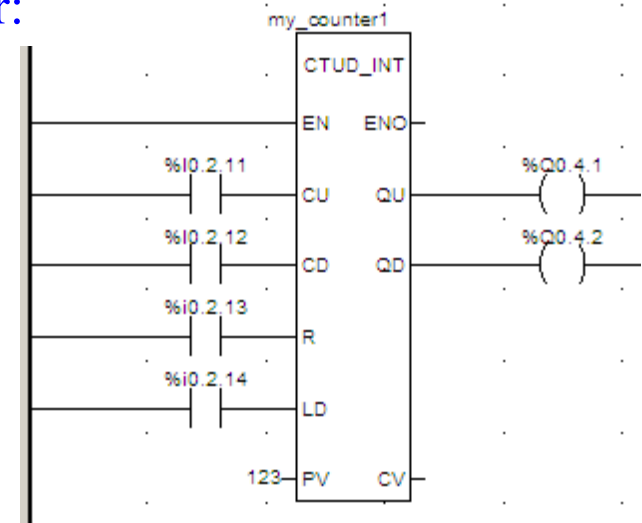 r:
my_counter1
CTUD_INT
EN ENO
%I0.2.11 %Q0.4.1
CU QU
%I0.2.12 %Q0.4.2
CD QD
%i0.2.13
R
%i0.2.14
LD
123 PV CV